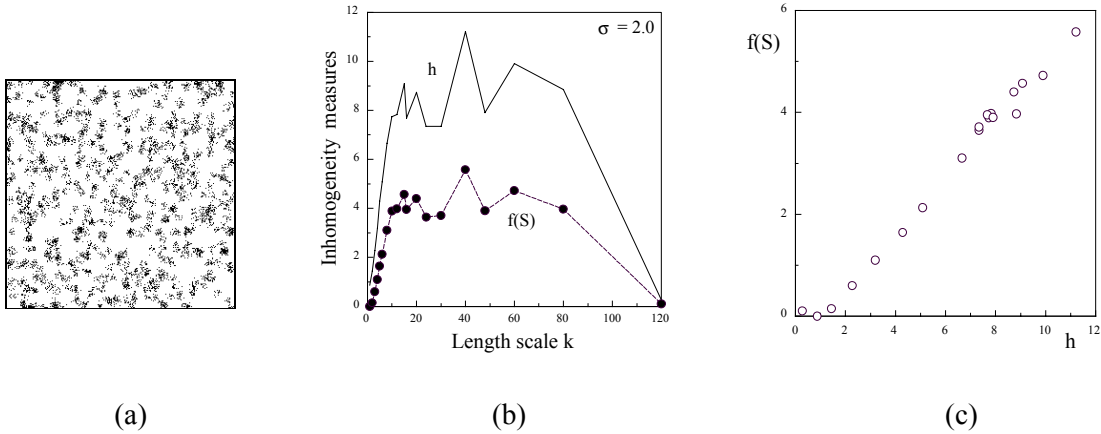 12
10
8
6
4
2
0
Inhomogeneity measures
σ = 2.0
h
f(S)
0 20 40 60 80 100 120
Length scale k
6
f(S)
4
2
0
0 2 4 6 8 10 12
h
(a) (b) (c)